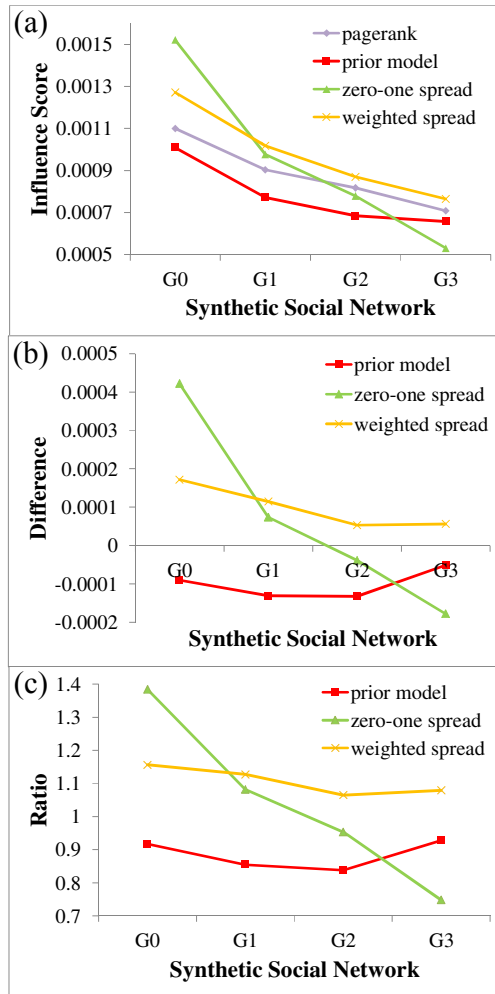 (a)
0.0015
0.0013
0.0011
0.0009
0.0007
0.0005
Influence Score
pagerank
prior model
zero-one spread
weighted spread
G0 G1 G2 G3
Synthetic Social Network
(b)
0.0005
0.0004
0.0003
0.0002
0.0001
0
-0.0001
-0.0002
Difference
prior model
zero-one spread
weighted spread
G0 G1 G2 G3
Synthetic Social Network
(c)
1.4
1.3
1.2
1.1
1
0.9
0.8
0.7
Ratio
prior model
zero-one spread
weighted spread
G0 G1 G2 G3
Synthetic Social Network